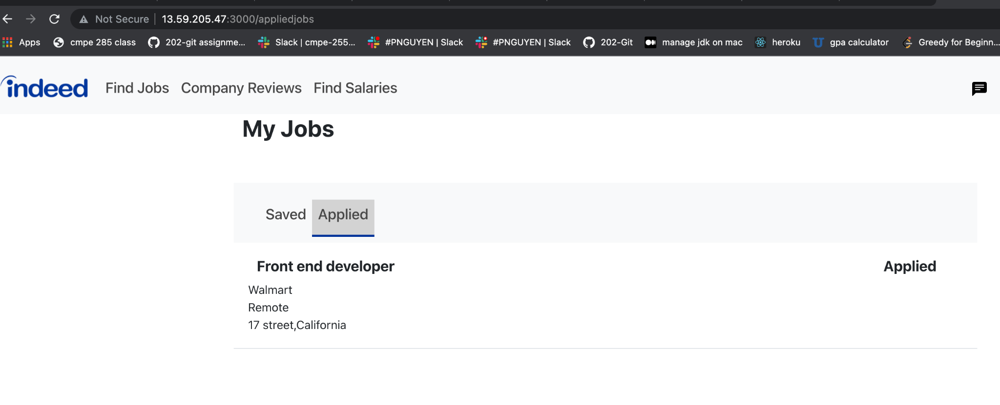 Not Secure | 13.59.205.47:3000/appliedjobs
Apps cmpe 285 class 202-git assignme... Slack | cmpe-255... #PNGUYEN | Slack #PNGUYEN | Slack 202-Git manage jdk on mac heroku gpa calculator Greedy for Beginn...
indeed Find Jobs Company Reviews Find Salaries
My Jobs
Saved Applied
Front end developer Applied
Walmart
Remote
17 street,California